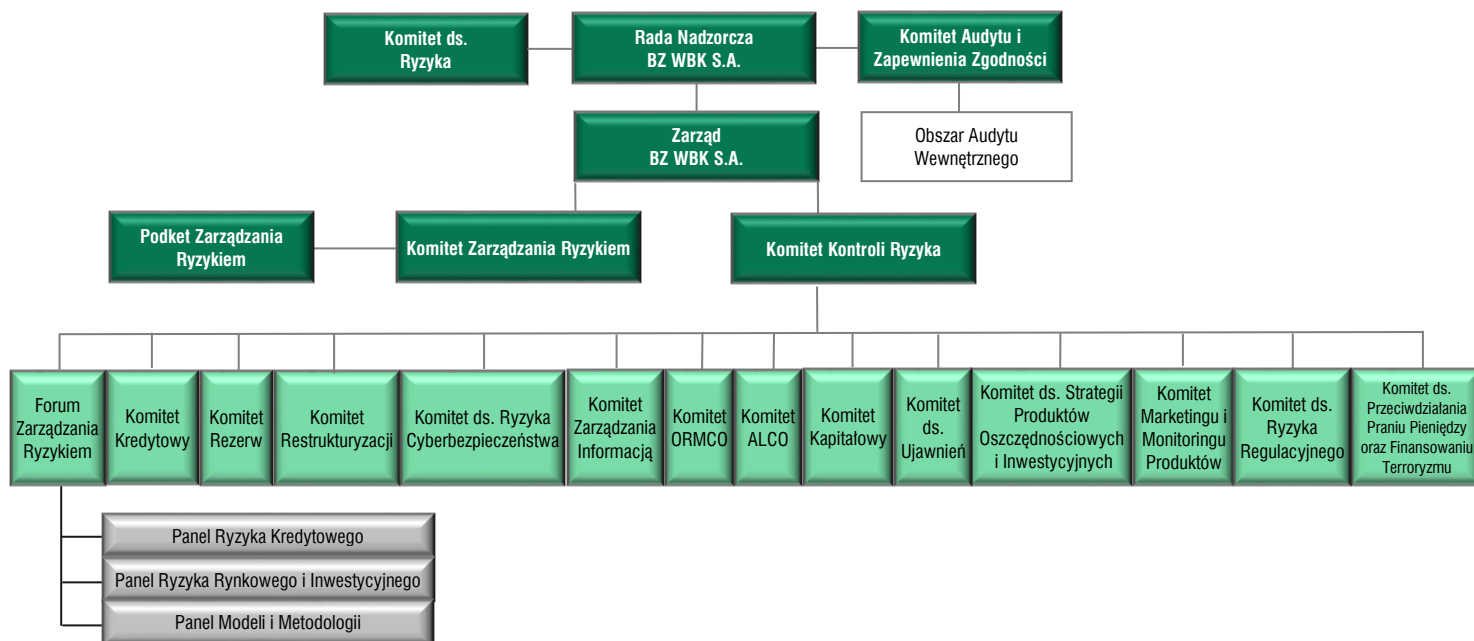 Komitet ds.
Ryzyka
Rada Nadzorcza
BZ WBK S.A.
Komitet Audytu i
Zapewnienia Zgodności
Zarząd
BZ WBK S.A.
Obszar Audytu
Wewnętrznego
Podket Zarządzania
Ryzykiem
Komitet Zarządzania Ryzykiem
Komitet Kontroli Ryzyka
Forum
Zarządzania
Ryzykiem
Komitet
Kredytowy
Komitet
Rezerw
Komitet
Restrukturyzacji
Komitet ds. Ryzyka
Cyberbezpieczeństwa
Komitet
Zarządzania
Informacją
Komitet
ORMCO
Komitet
ALCO
Komitet
Kapitałowy
Komitet
ds.
Ujawnień
Komitet ds. Strategii
Produktów
Oszczędnościowych
i Inwestycyjnych
Komitet
Marketingu i
Monitoringu
Produktów
Komitet ds.
Ryzyka
Regulacyjnego
Komitet ds.
Przeciwdziałania
Praniu Pieniędzy
oraz Finansowaniu
Terroryzmu
Panel Ryzyka Kredytowego
Panel Ryzyka Rynkowego i Inwestycyjnego
Panel Modeli i Metodologii